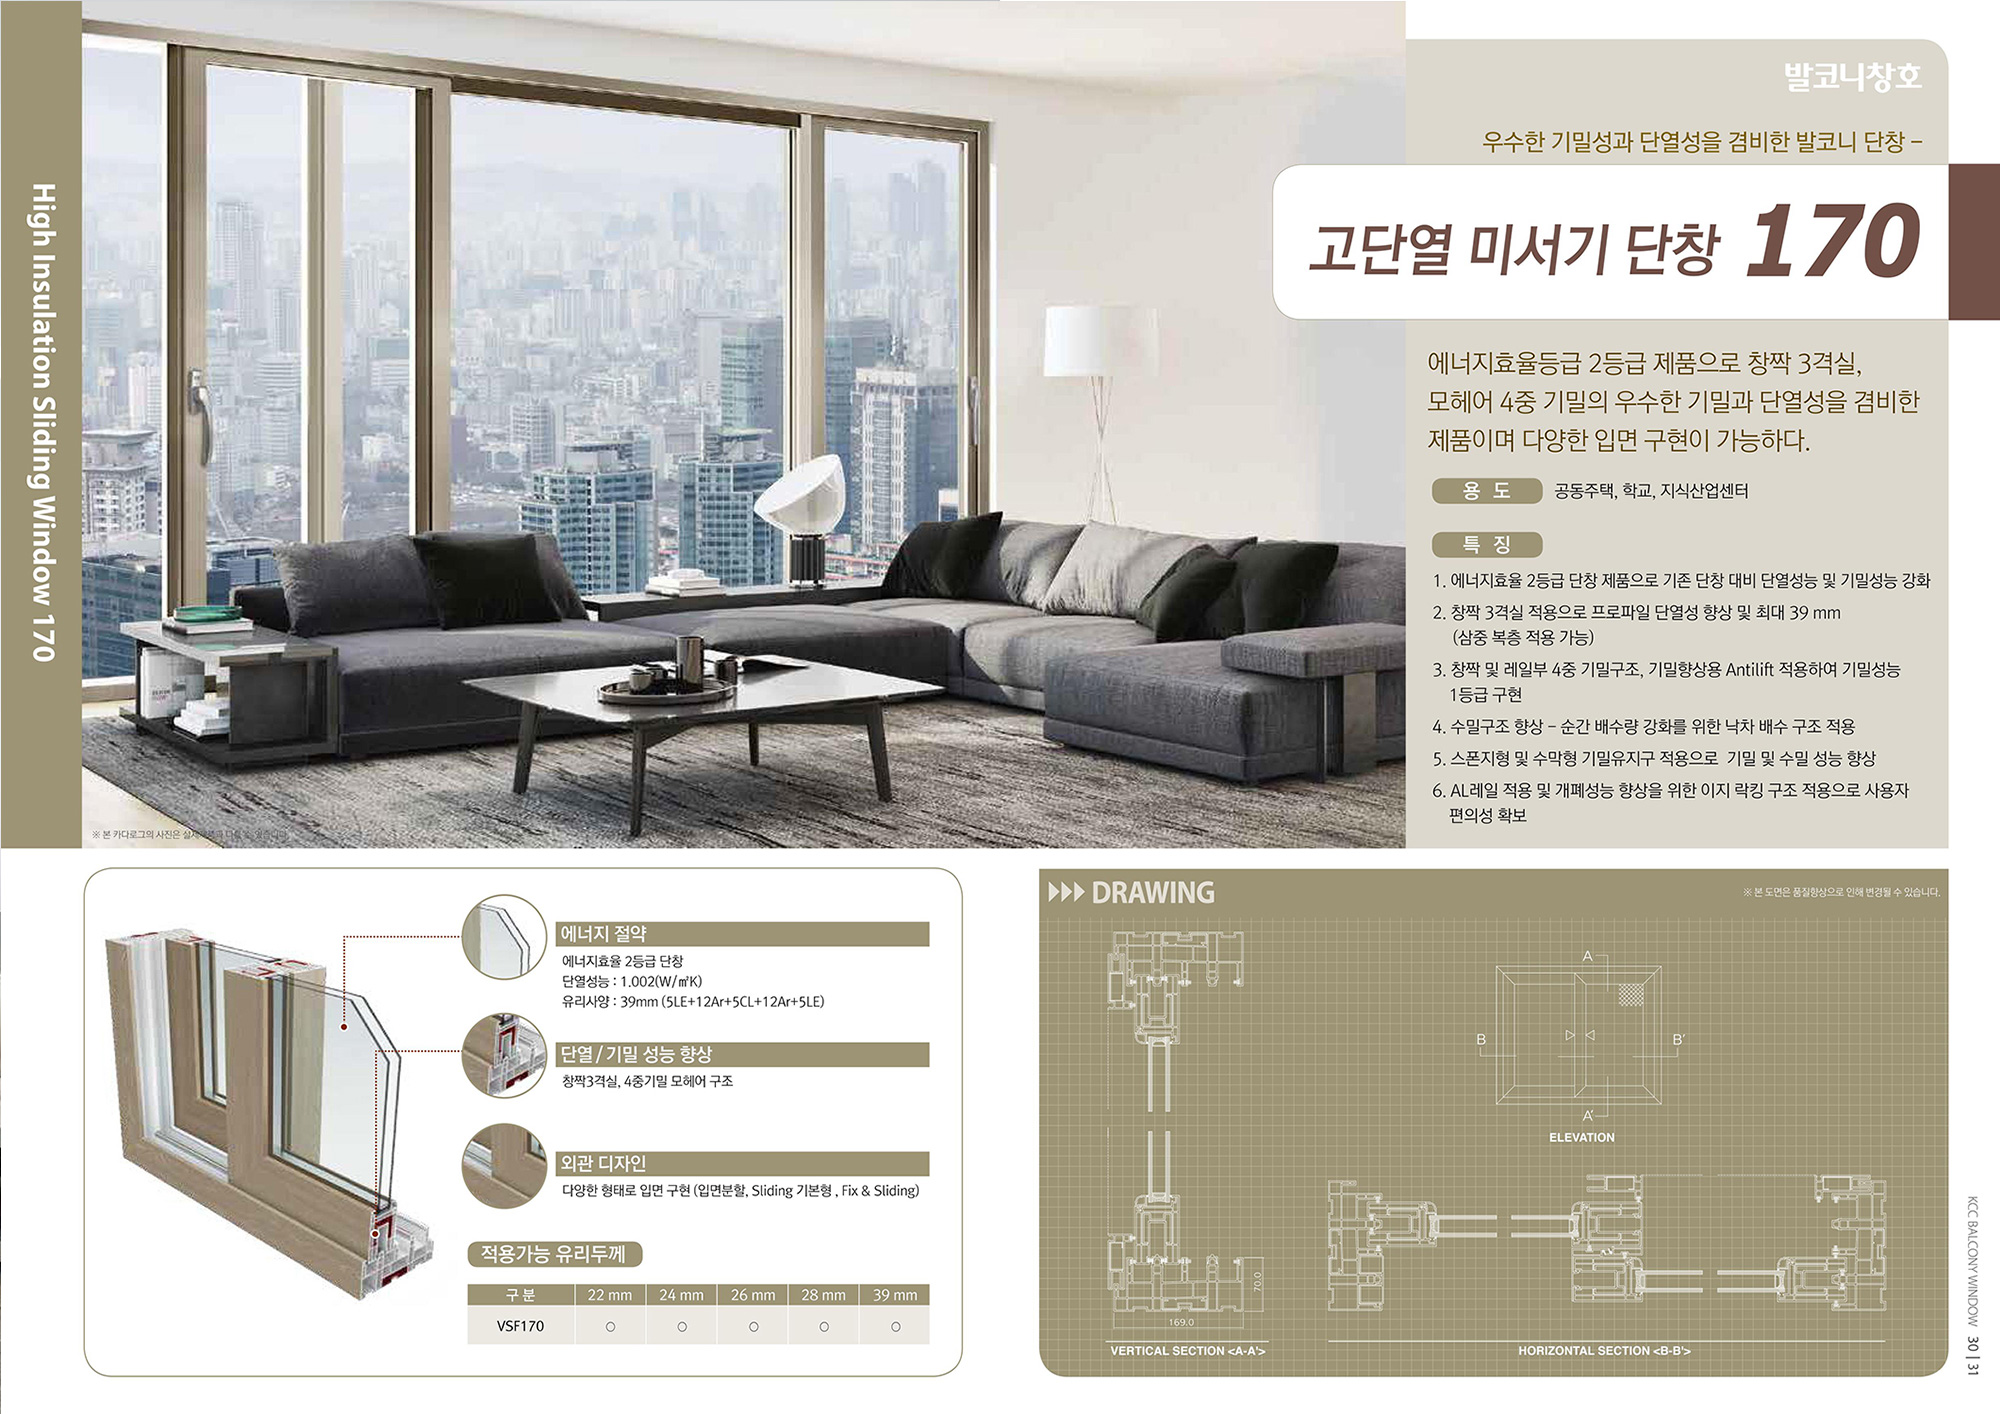 High Insulation Sliding Window 170
발코니창호
우수한 기밀성과 단열성을 겸비한 발코니 단창 –
고단열 미서기 단창 170
에너지효율등급 2등급 제품으로 창짝 3격실,
모헤어 4중 기밀의 우수한 기밀과 단열성을 겸비한
제품이며 다양한 입면 구현이 가능하다.
용 도 공동주택, 학교, 지식산업센터
특 징
1. 에너지효율 2등급 단창 제품으로 기존 단창 대비 단열성능 및 기밀성능 강화
2. 창짝 3격실 적용으로 프로파일 단열성 향상 및 최대 39 mm
(삼중 복층 적용 가능)
3. 창짝 및 레일부 4중 기밀구조, 기밀향상용 Antilift 적용하여 기밀성능
1등급 구현
4. 수밀구조 향상 – 순간 배수량 강화를 위한 낙차 배수 구조 적용
5. 스폰지형 및 수막형 기밀유지구 적용으로 기밀 및 수밀 성능 향상
6. AL레일 적용 및 개폐성능 향상을 위한 이지 락킹 구조 적용으로 사용자
편의성 확보
※ 본 카다로그의 사진은
에너지 절약
에너지효율 2등급 단창
단열성능 : 1.002(W/㎡K)
유리사양 : 39mm (5LE+12Ar+5CL+12Ar+5LE)
단열 / 기밀 성능 향상
창짝3격실, 4중기밀 모헤어 구조
외관 디자인
다양한 형태로 입면 구현 (입면분할, Sliding 기본형 , Fix & Sliding)
적용가능 유리두께
구 분 22 mm 24 mm 26 mm 28 mm 39 mm
VSF170 ○ ○ ○ ○ ○
DRAWING
※ 본 도면은 품질향상으로 인해 변경될 수 있습니다.
A
B B'
A'
ELEVATION
70.0
169.0
VERTICAL SECTION <A-A'>
HORIZONTAL SECTION <B-B'>
KCC BALCONY WINDOW 30 | 31